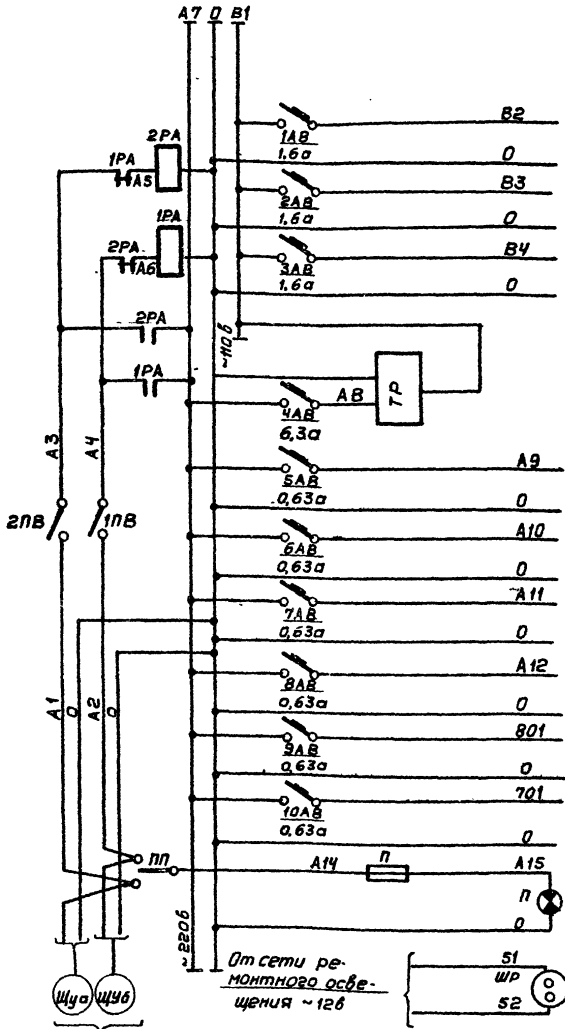 А7 0 В1
В2
1АВ
1,6а
0
2РА
1РА
А5
В3
2АВ
1,6а
0
1РА
2РА
А6
В4
3АВ
1,6а
0
2РА
~110в
1РА
АВ
ТР
4АВ
6,3а
А3
А4
А9
5АВ
0,63а
0
2ПВ
1ПВ
А10
6АВ
0,63а
0
А11
7АВ
0,63а
0
А1
0
А2
0
А12
8АВ
0,63а
0
801
9АВ
0,63а
0
701
10АВ
0,63а
0
ПП
А14
П
А15
П
0
~220в
Щуа
ЩУб
От сети ре-
монтного осве-
щения ~12в
51
ШР
52